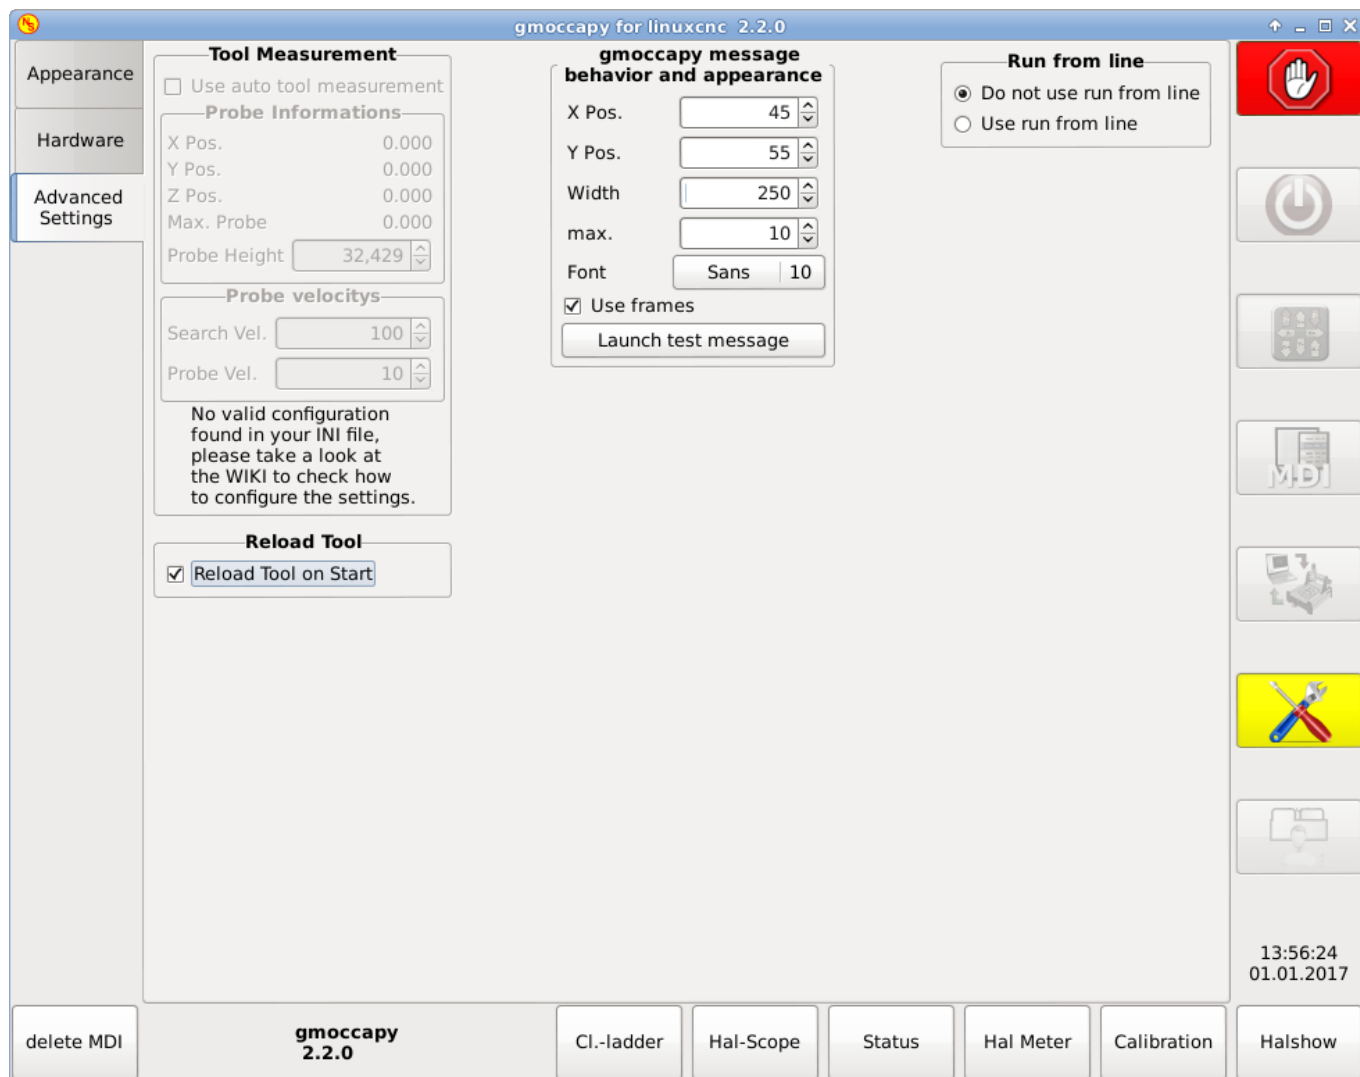 gmoccapy for linuxcnc  2.2.0
Appearance
Hardware
Advanced
Settings
Tool Measurement
Use auto tool measurement
Probe Informations
X Pos. 0.000
Y Pos. 0.000
Z Pos. 0.000
Max. Probe 0.000
Probe Height 32,429
Probe velocitys
Search Vel. 100
Probe Vel. 10
No valid configuration
found in your INI file,
please take a look at
the WIKI to check how
to configure the settings.
Reload Tool
Reload Tool on Start
gmoccapy message
behavior and appearance
X Pos. 45
Y Pos. 55
Width 250
max. 10
Font Sans 10
Use frames
Launch test message
Run from line
Do not use run from line
Use run from line
MDI
13:56:24
01.01.2017
delete MDI
gmoccapy
2.2.0
Cl.-ladder
Hal-Scope
Status
Hal Meter
Calibration
Halshow